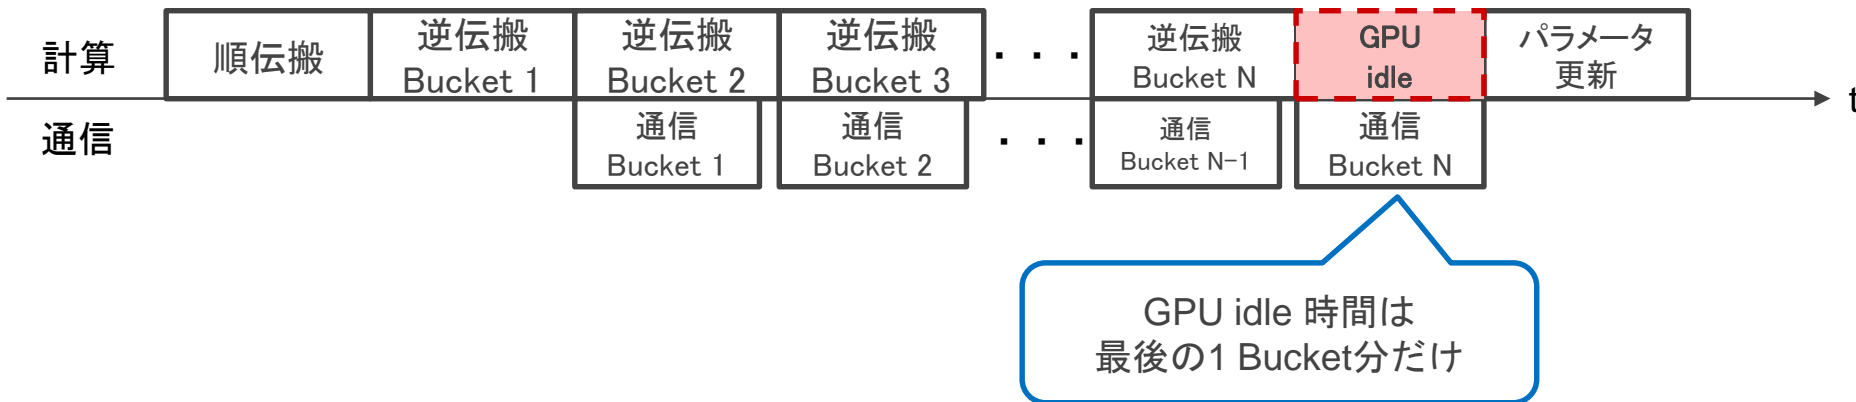 計算
順伝搬
逆伝搬
Bucket 1
逆伝搬
Bucket 2
逆伝搬
Bucket 3
・・・
逆伝搬
Bucket N
GPU
idle
パラメータ
更新
t
通信
通信
Bucket 1
通信
Bucket 2
・・・
通信
Bucket N-1
通信
Bucket N
GPU idle 時間は
最後の1 Bucket分だけ